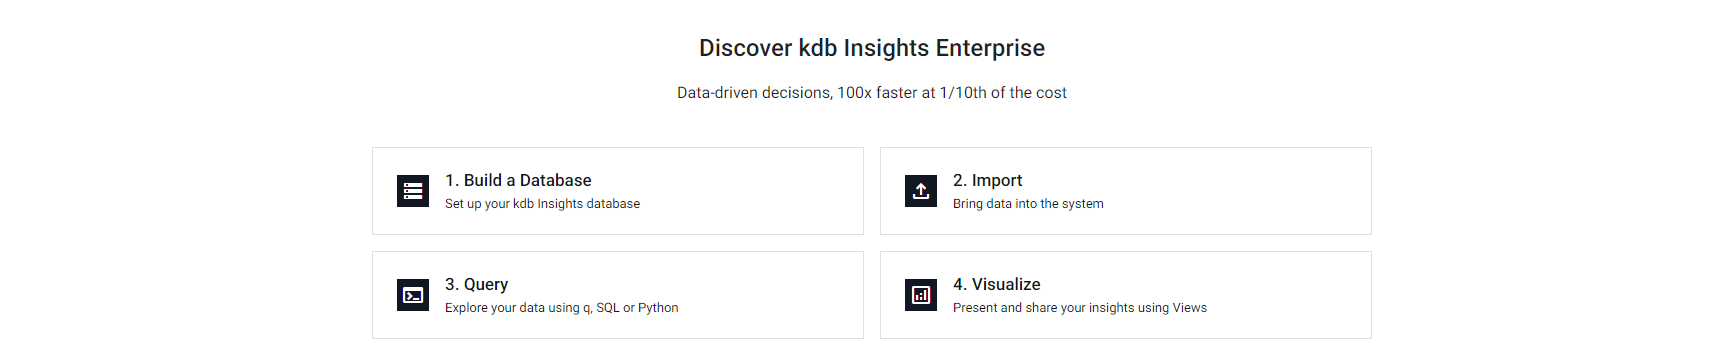 Discover kdb Insights Enterprise
Data-driven decisions, 100x faster at 1/10th of the cost
1. Build a Database
Set up your kdb Insights database
2. Import
Bring data into the system
3. Query
Explore your data using q, SQL or Python
4. Visualize
Present and share your insights using Views